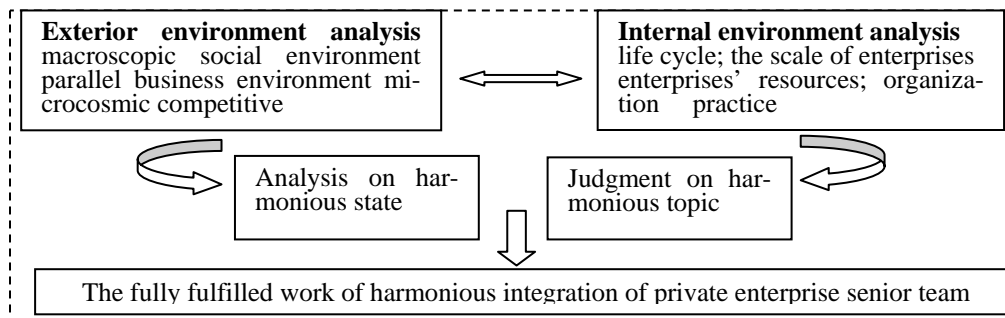 Exterior environment analysis
macroscopic social environment
parallel business environment mi-
crocosmic competitive
Internal environment analysis
life cycle; the scale of enterprises
enterprises' resources; organiza-
tion practice
Analysis on har-
monious state
Judgment on har-
monious topic
The fully fulfilled work of harmonious integration of private enterprise senior team